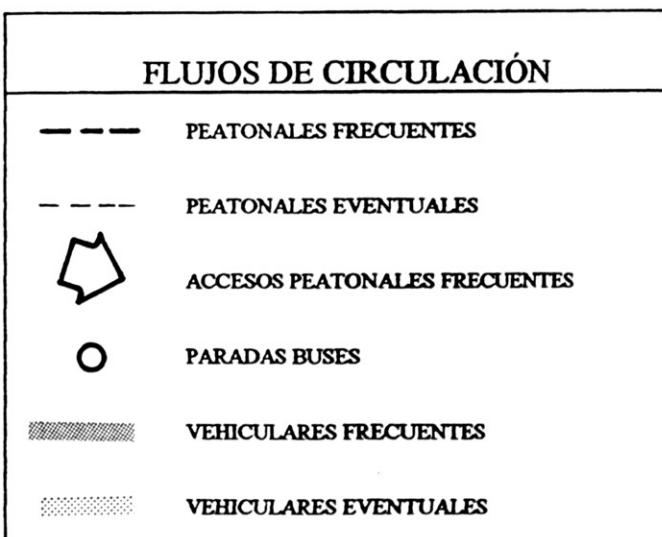 FLUJOS DE CIRCULACIÓN
PEATONALES FRECUENTES
PEATONALES EVENTUALES
ACCESOS PEATONALES FRECUENTES
PARADAS BUSES
VEHICULARES FRECUENTES
VEHICULARES EVENTUALES